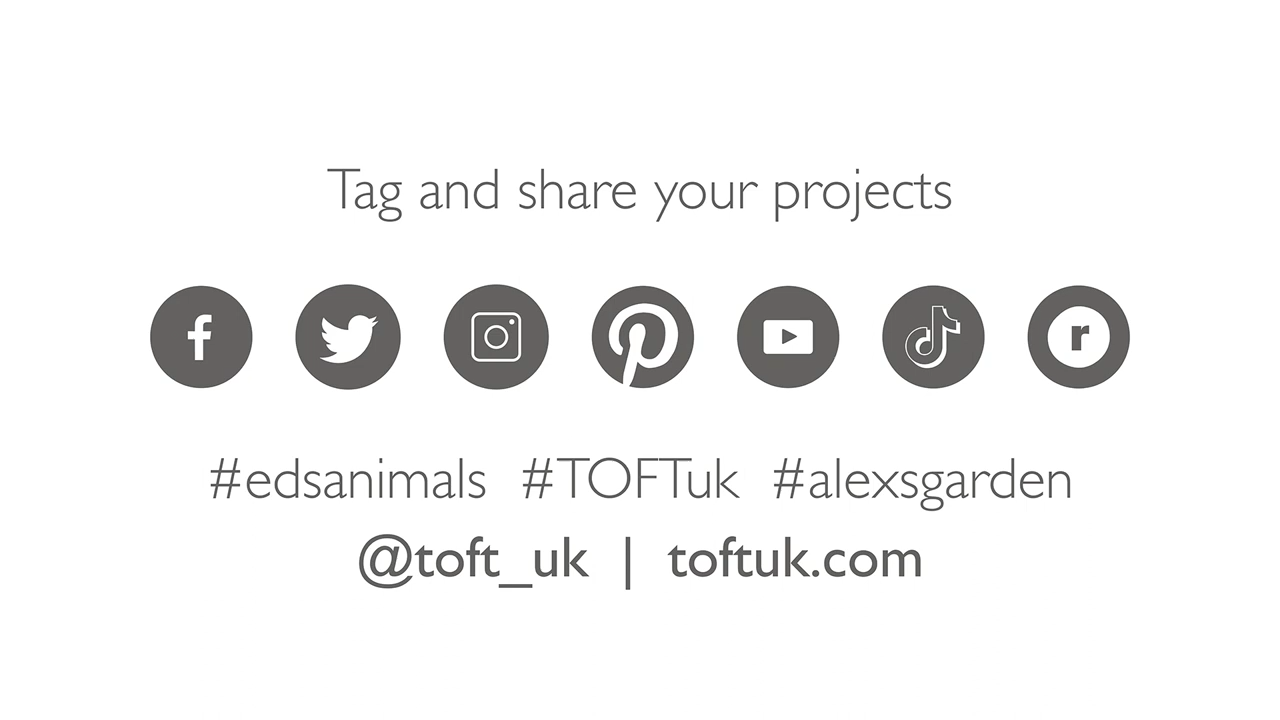 Tag and share your projects
#edsanimals #TOFTuk #alexsgarden
@toft_uk | toftuk.com